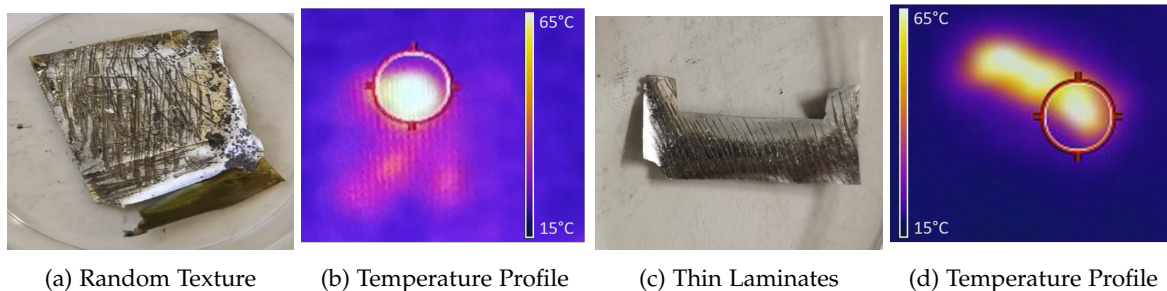 65°C
15°C
65°C
15°C
(a) Random Texture
(b) Temperature Profile
(c) Thin Laminates
(d) Temperature Profile